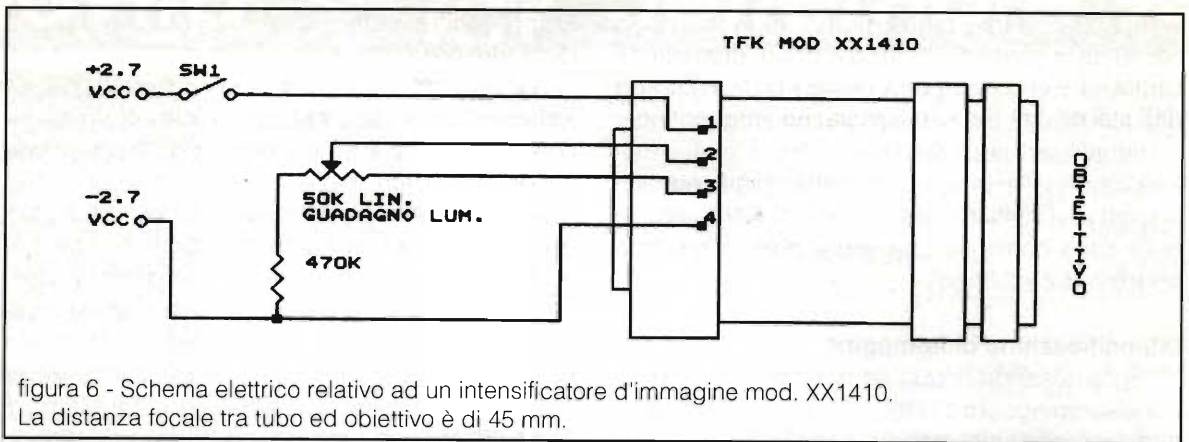 TFK MOD XX1410
+2.7 SW1
VCC
1
2
3
4
50K LIN.
GUADAGNO LUM.
-2.7
VCC
470K
OBIETTIVO
figura 6 - Schema elettrico relativo ad un intensificatore d'immagine mod. XX1410.
La distanza focale tra tubo ed obiettivo è di 45 mm.